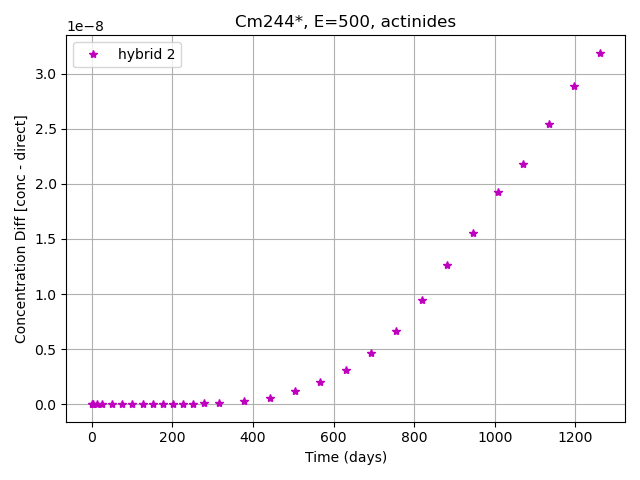 Cm244*, E=500, actinides
1e−8
hybrid 2
3.0
2.5
2.0
1.5
1.0
0.5
0.0
Concentration Diff [conc - direct]
0 200 400 600 800 1000 1200
Time (days)